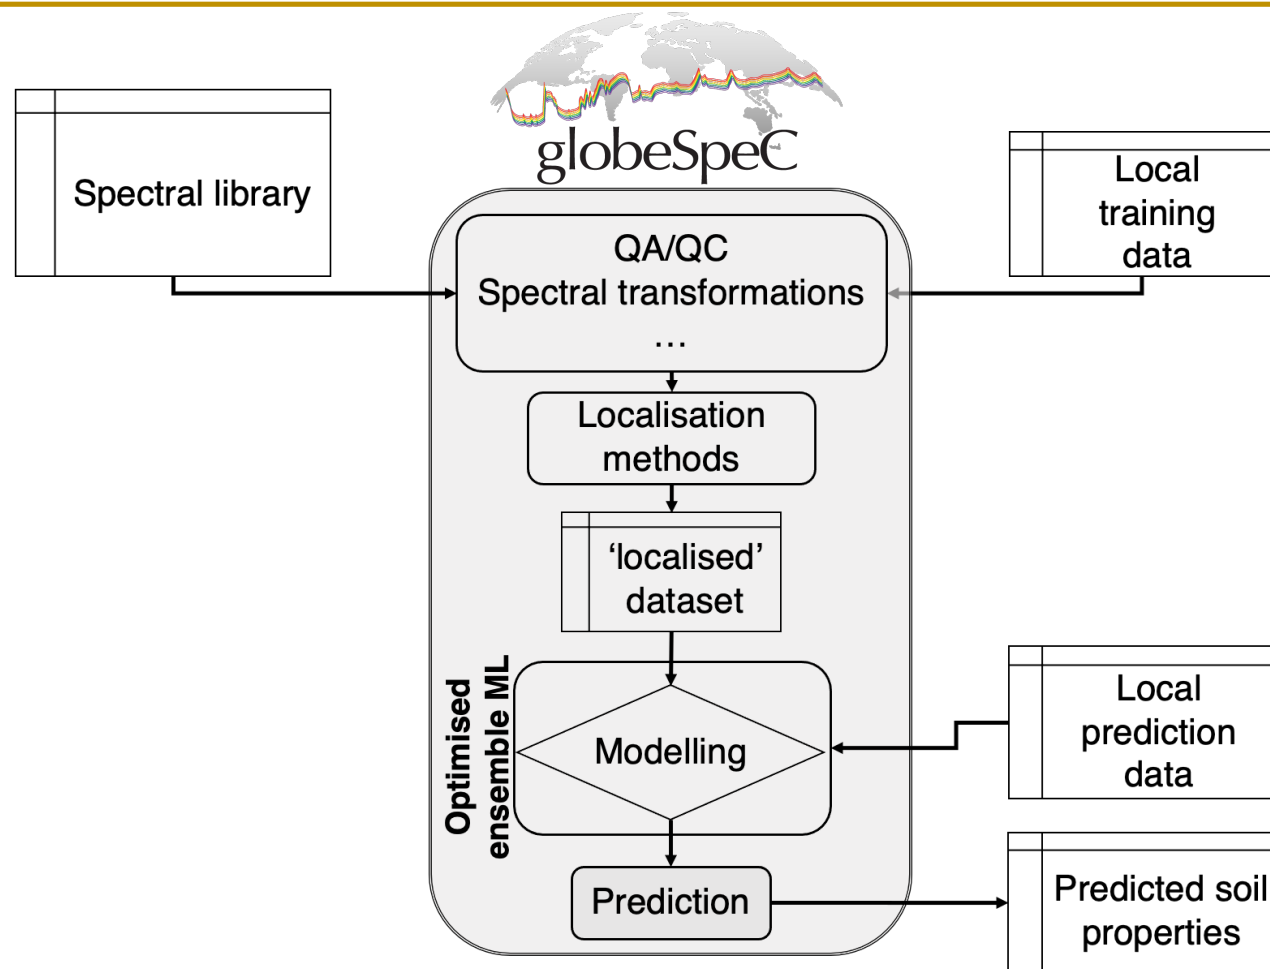 globeSpeC
Spectral library
Local
training
data
QA/QC
Spectral transformations
...
Localisation
methods
‘localised’
dataset
Optimised
ensemble ML
Modelling
Local
prediction
data
Prediction
Predicted soil
properties